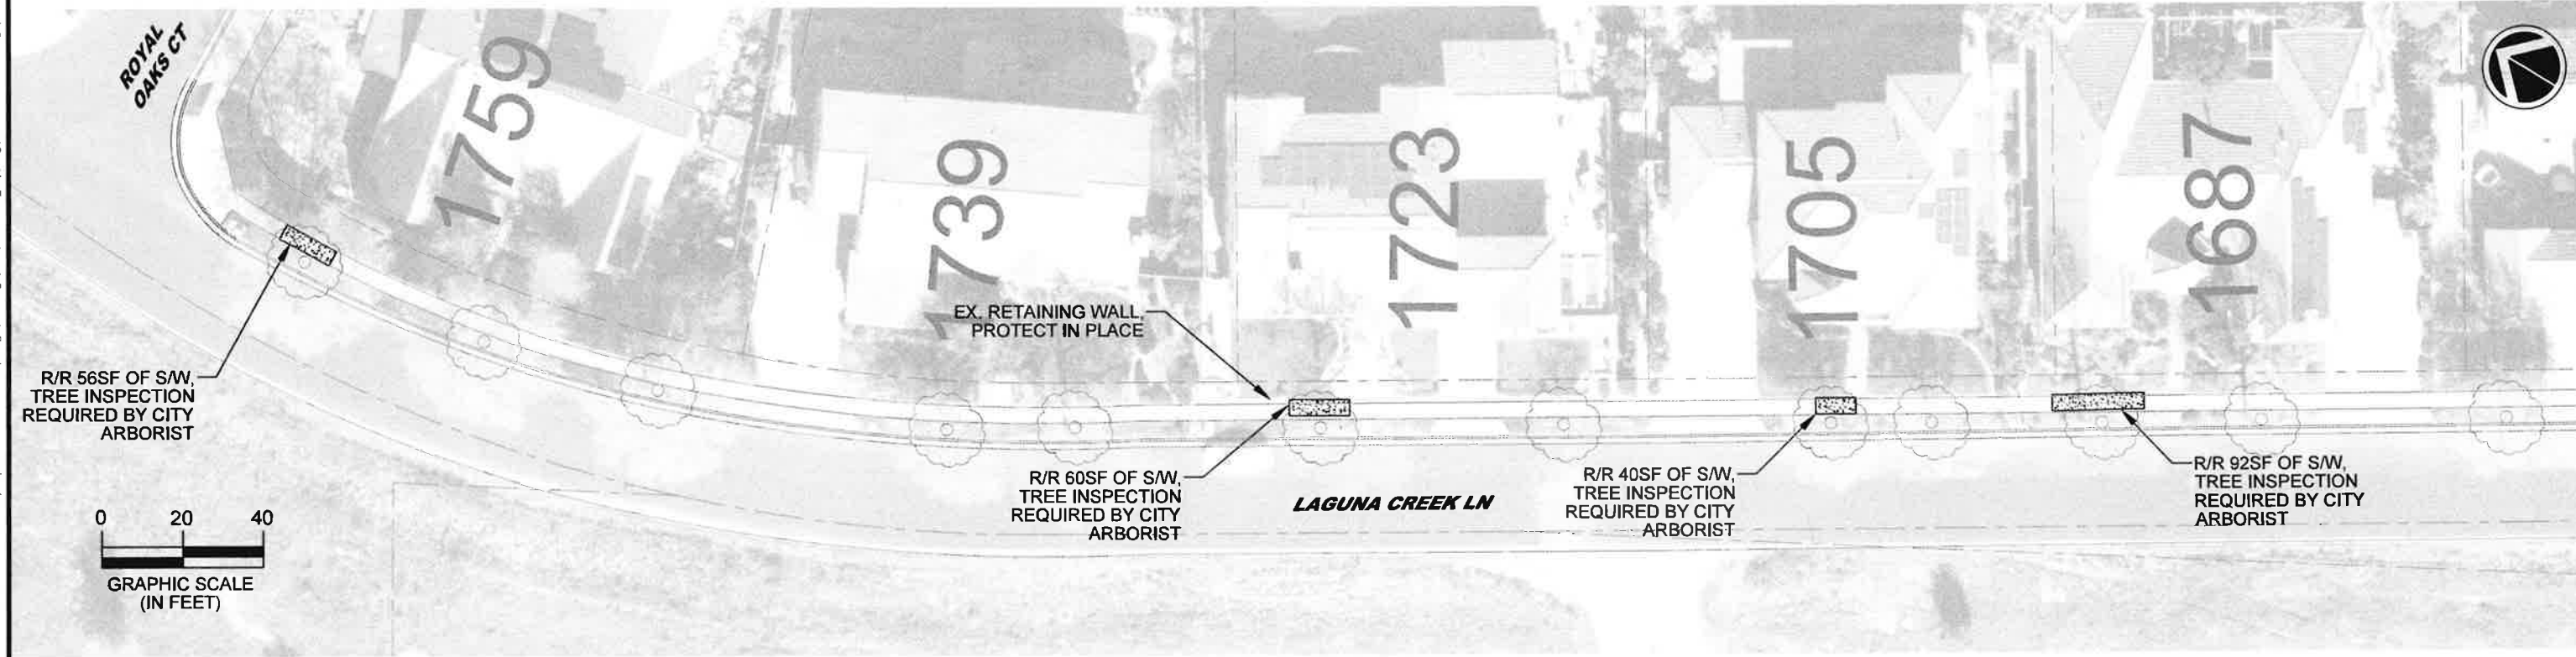 ROYAL
OAKS CT
1759
1739
1723
1705
1687
EX. RETAINING WALL,
PROTECT IN PLACE
R/R 56SF OF S/W,
TREE INSPECTION
REQUIRED BY CITY
ARBORIST
R/R 60SF OF S/W,
TREE INSPECTION
REQUIRED BY CITY
ARBORIST
LAGUNA CREEK LN
R/R 40SF OF S/W,
TREE INSPECTION
REQUIRED BY CITY
ARBORIST
R/R 92SF OF S/W,
TREE INSPECTION
REQUIRED BY CITY
ARBORIST
0 20 40
GRAPHIC SCALE
(IN FEET)